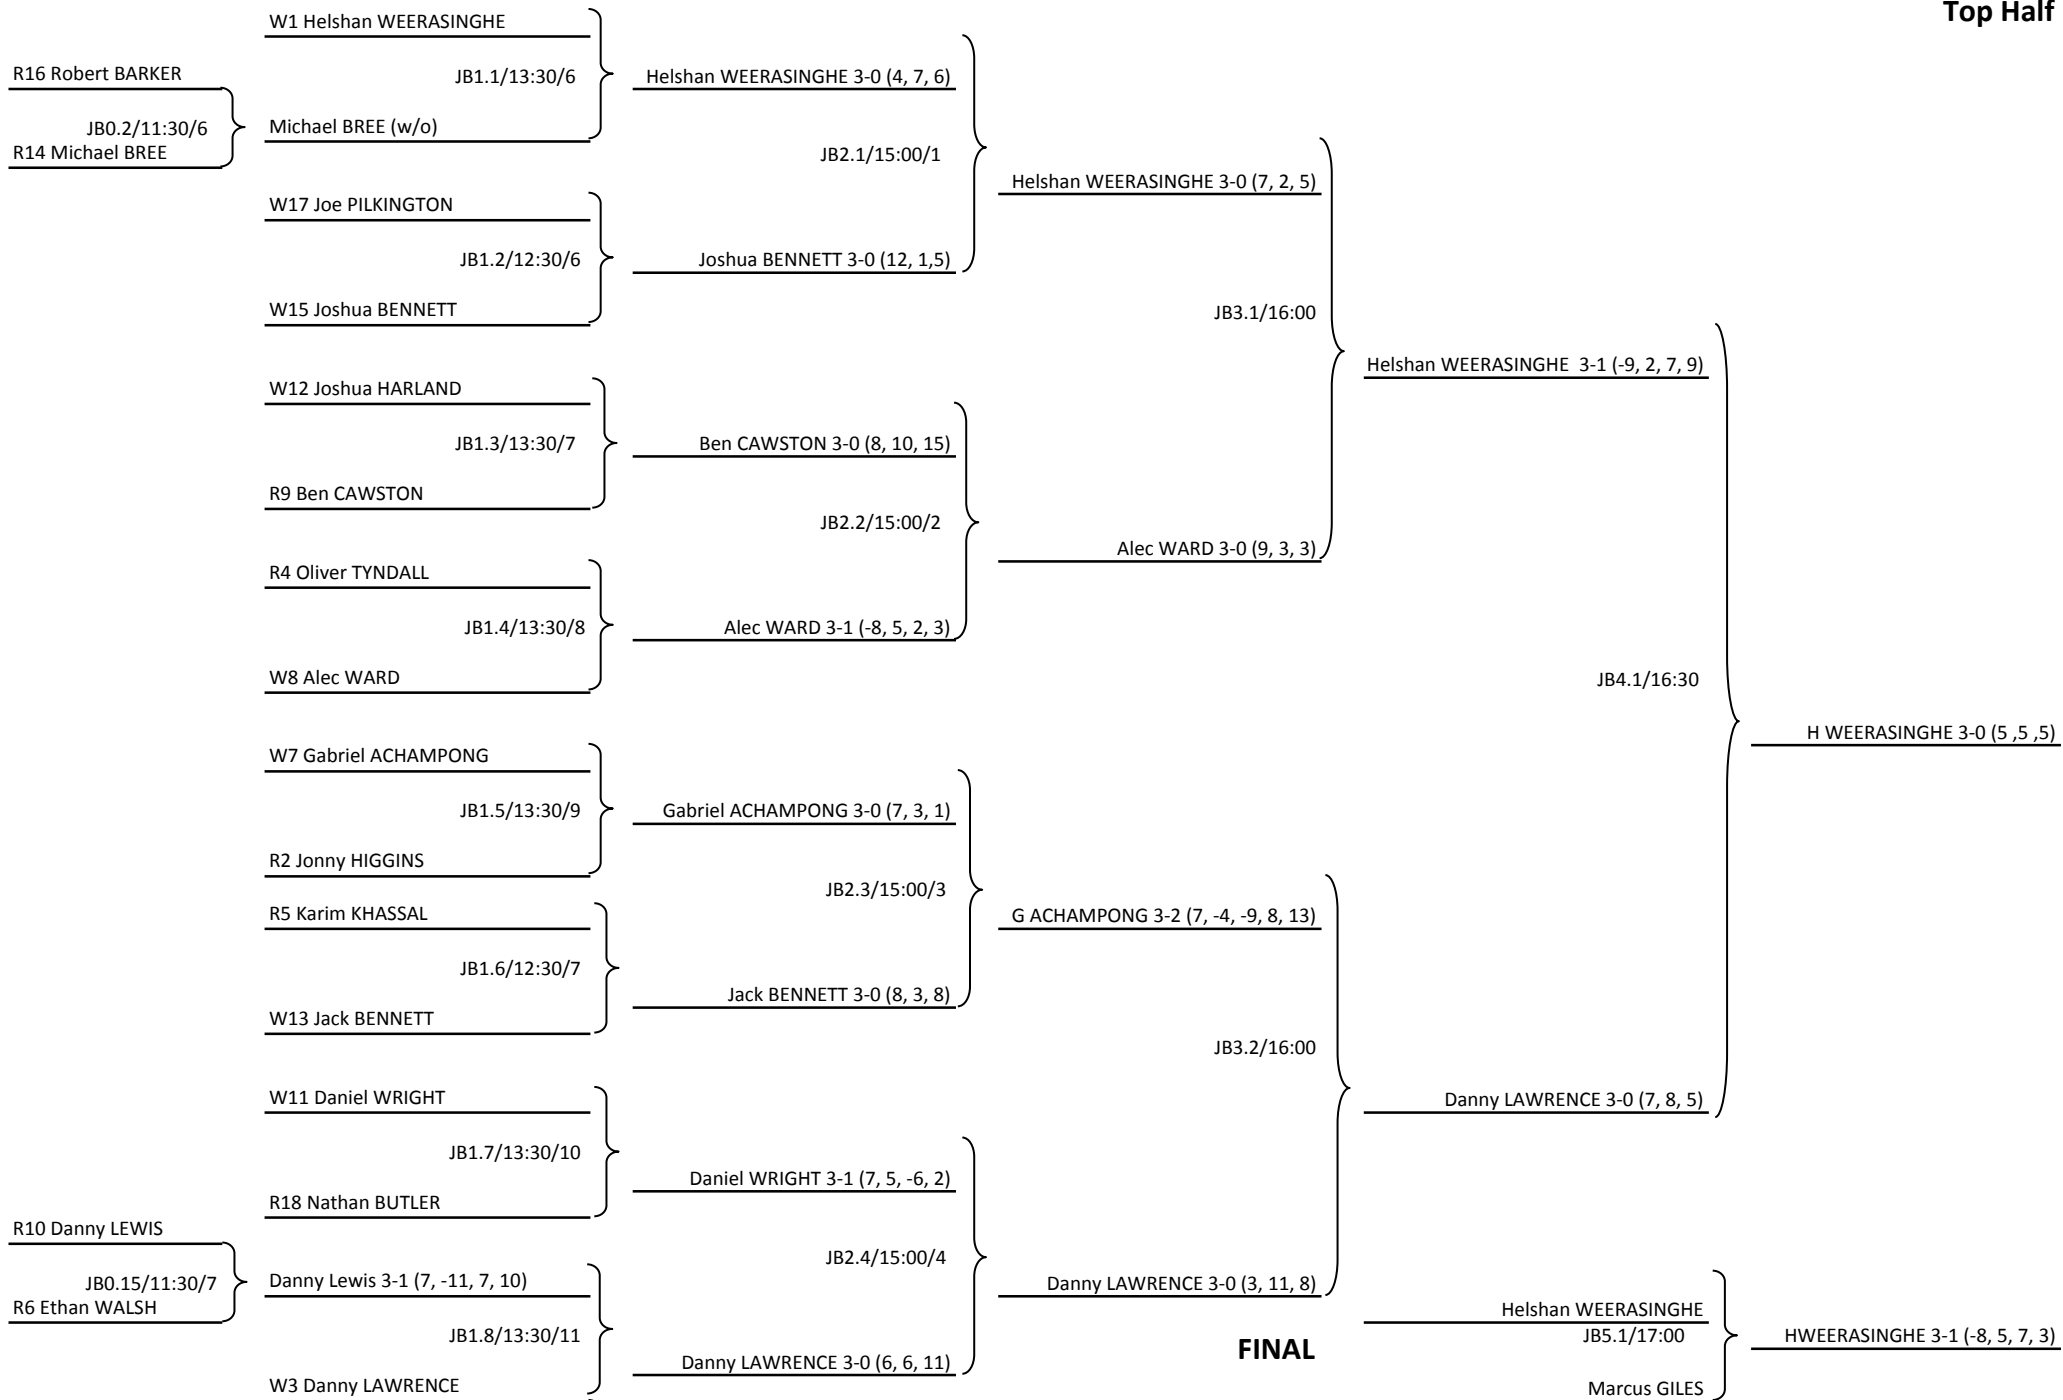 Top Half
W1 Helshan WEERASINGHE
R16 Robert BARKER
JB1.1/13:30/6
Helshan WEERASINGHE 3-0 (4, 7, 6)
JB0.2/11:30/6
Michael BREE (w/o)
R14 Michael BREE
JB2.1/15:00/1
Helshan WEERASINGHE 3-0 (7, 2, 5)
W17 Joe PILKINGTON
JB1.2/12:30/6
Joshua BENNETT 3-0 (12, 1,5)
W15 Joshua BENNETT
JB3.1/16:00
Helshan WEERASINGHE  3-1 (-9, 2, 7, 9)
W12 Joshua HARLAND
JB1.3/13:30/7
Ben CAWSTON 3-0 (8, 10, 15)
R9 Ben CAWSTON
JB2.2/15:00/2
Alec WARD 3-0 (9, 3, 3)
R4 Oliver TYNDALL
JB1.4/13:30/8
Alec WARD 3-1 (-8, 5, 2, 3)
W8 Alec WARD
JB4.1/16:30
H WEERASINGHE 3-0 (5 ,5 ,5)
W7 Gabriel ACHAMPONG
JB1.5/13:30/9
Gabriel ACHAMPONG 3-0 (7, 3, 1)
R2 Jonny HIGGINS
JB2.3/15:00/3
R5 Karim KHASSAL
G ACHAMPONG 3-2 (7, -4, -9, 8, 13)
JB1.6/12:30/7
Jack BENNETT 3-0 (8, 3, 8)
W13 Jack BENNETT
JB3.2/16:00
W11 Daniel WRIGHT
Danny LAWRENCE 3-0 (7, 8, 5)
JB1.7/13:30/10
Daniel WRIGHT 3-1 (7, 5, -6, 2)
R18 Nathan BUTLER
R10 Danny LEWIS
JB2.4/15:00/4
JB0.15/11:30/7
Danny Lewis 3-1 (7, -11, 7, 10)
Danny LAWRENCE 3-0 (3, 11, 8)
R6 Ethan WALSH
Helshan WEERASINGHE
JB1.8/13:30/11
FINAL
JB5.1/17:00
HWEERASINGHE 3-1 (-8, 5, 7, 3)
Danny LAWRENCE 3-0 (6, 6, 11)
W3 Danny LAWRENCE
Marcus GILES